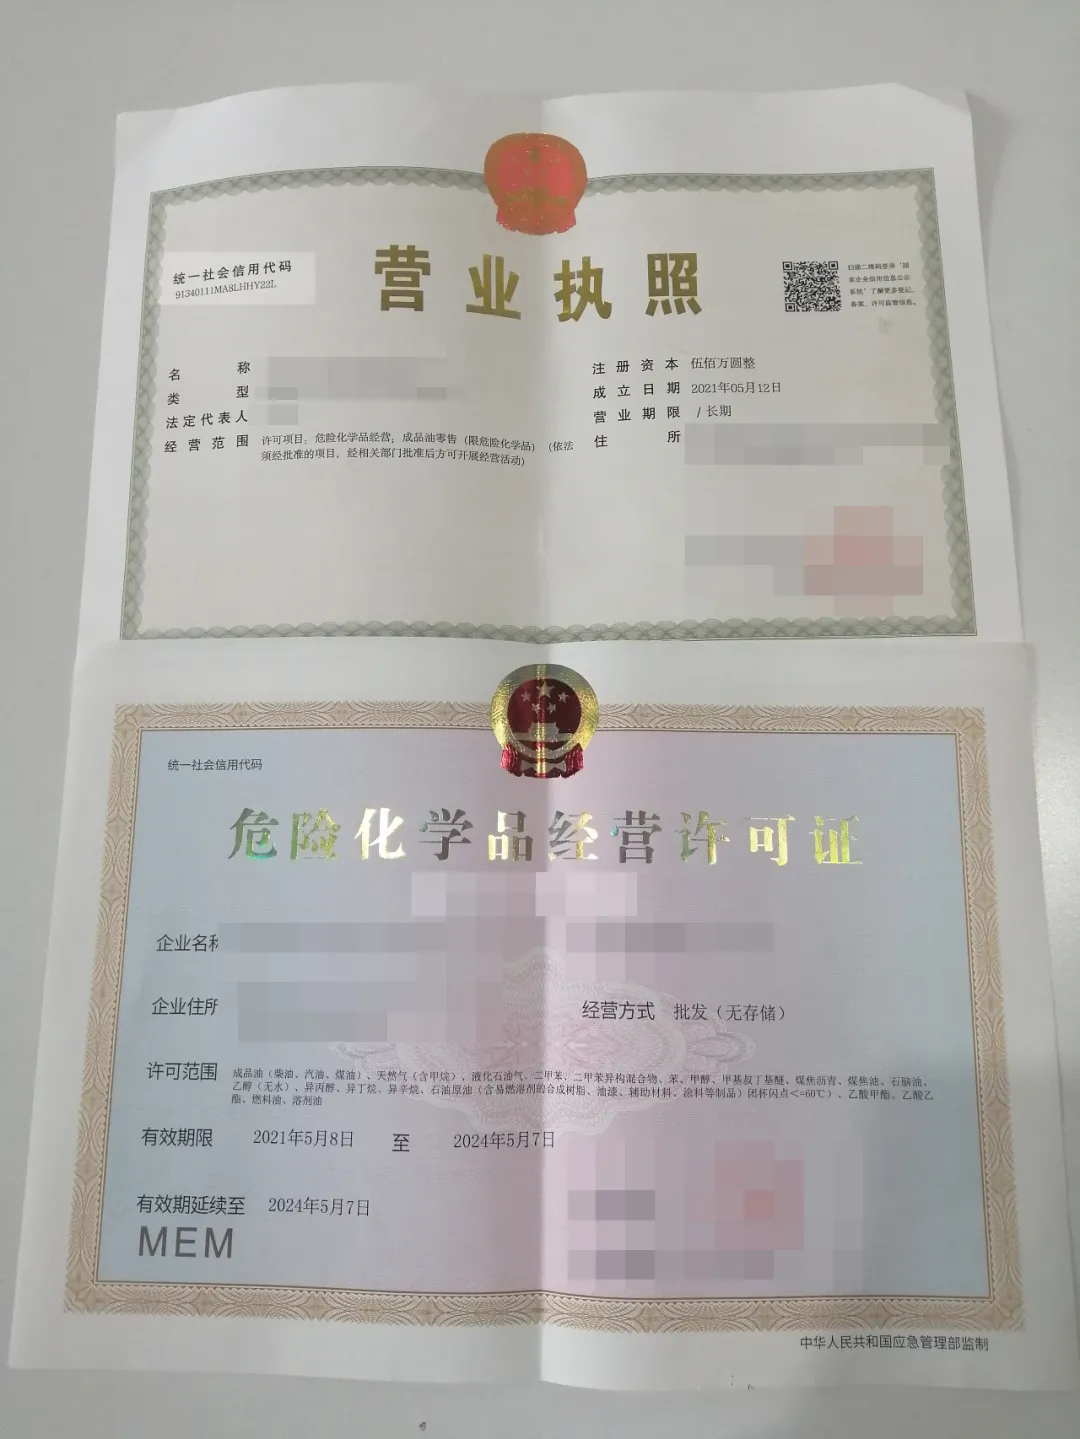 统一社会信用代码
91340111MA8LHHY22L
营业执照
扫描二维码登录‘国
家企业信用信息公示
系统’了解更多登记、
备案、许可监管信息。
名称
类型
法定代表人
经营范围 许可项目：危险化学品经营；成品油零售（限危险化学品）（依法
须经批准的项目，经相关部门批准后方可开展经营活动）
注册资本 伍佰万圆整
成立日期 2021年05月12日
营业期限 / 长期
住所
统一社会信用代码
危险化学品经营许可证
企业名称
企业住所
经营方式 批发（无存储）
许可范围 成品油（柴油、汽油、煤油）、天然气（含甲烷）、液化石油气、二甲苯、二甲苯异构混合物、苯、甲醇、甲基叔丁基醚、煤焦沥青、煤焦油、石脑油、
乙醇（无水）、异丙醇、异丁烷、异辛烷、石油原油（含易燃溶剂的合成树脂、油漆、辅助材料、涂料等制品）闭杯闪点<=60℃）、乙酸甲酯、乙酸乙
酯、燃料油、溶剂油
有效期限 2021年5月8日 至 2024年5月7日
有效期延续至 2024年5月7日
MEM
中华人民共和国应急管理部监制